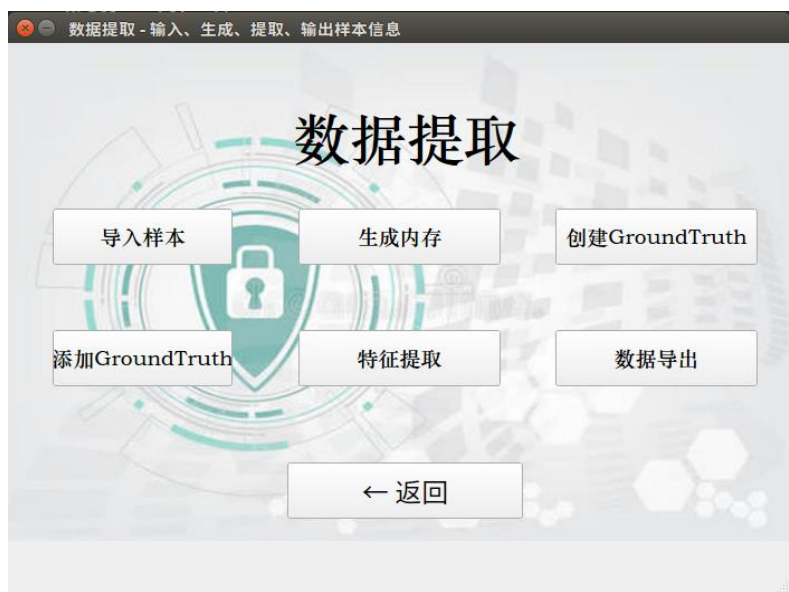 数据提取 - 输入、生成、提取、输出样本信息
数据提取
导入样本
生成内存
创建GroundTruth
添加GroundTruth
特征提取
数据导出
← 返回